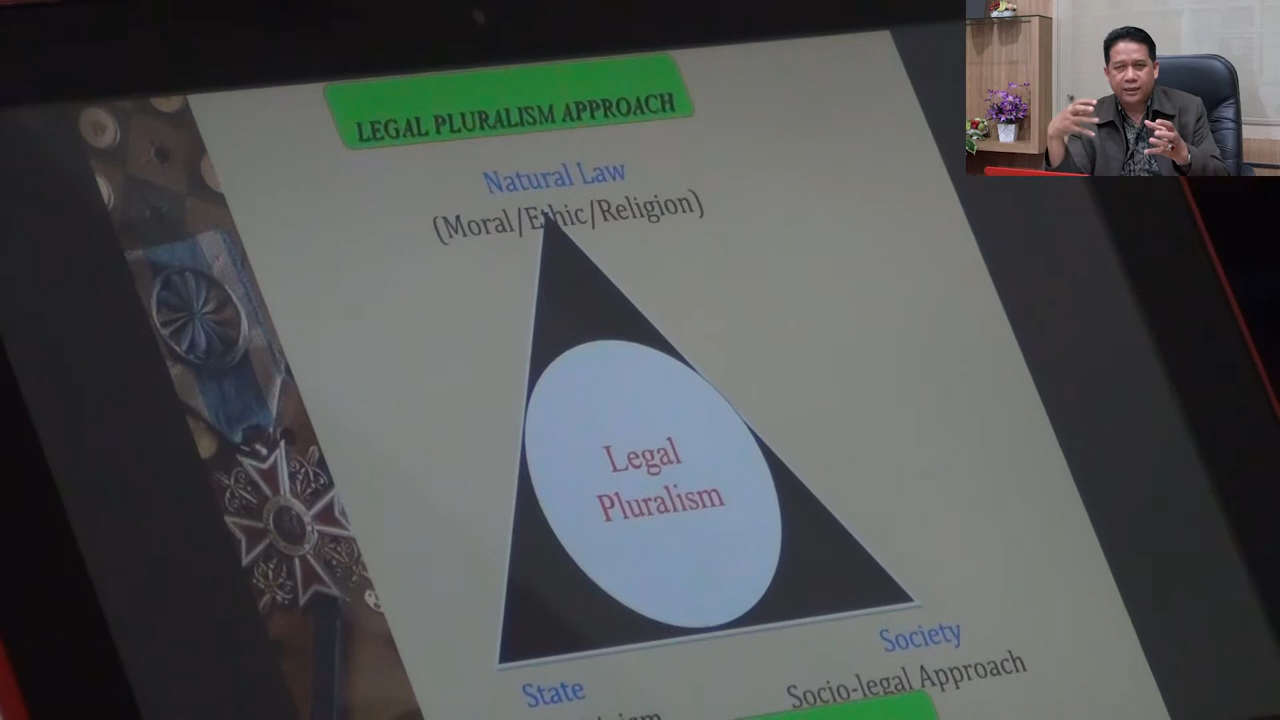 LEGAL PLURALISM APPROACH
Natural Law
(Moral/Ethic/Religion)
Legal
Pluralism
Society
State
Socio-legal Approach